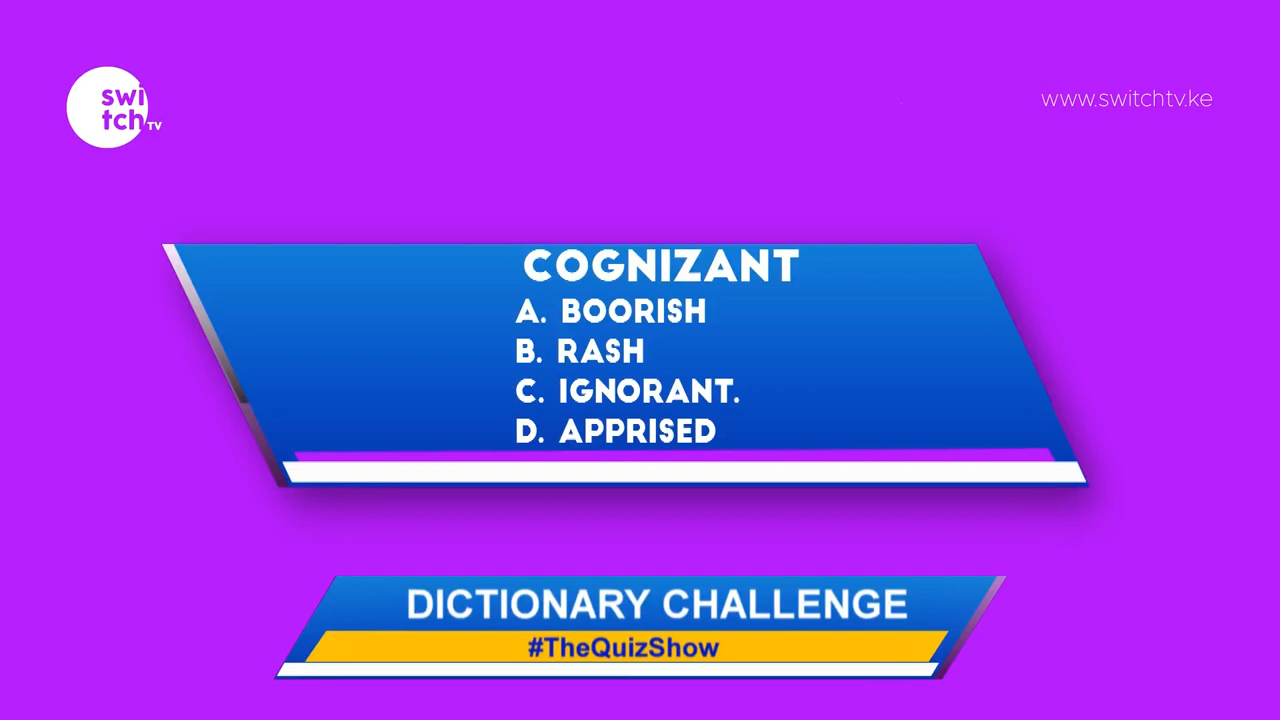 swi
tch TV
www.switchtv.ke
COGNIZANT
A. BOORISH
B. RASH
C. IGNORANT.
D. APPRISED
DICTIONARY CHALLENGE
#TheQuizShow